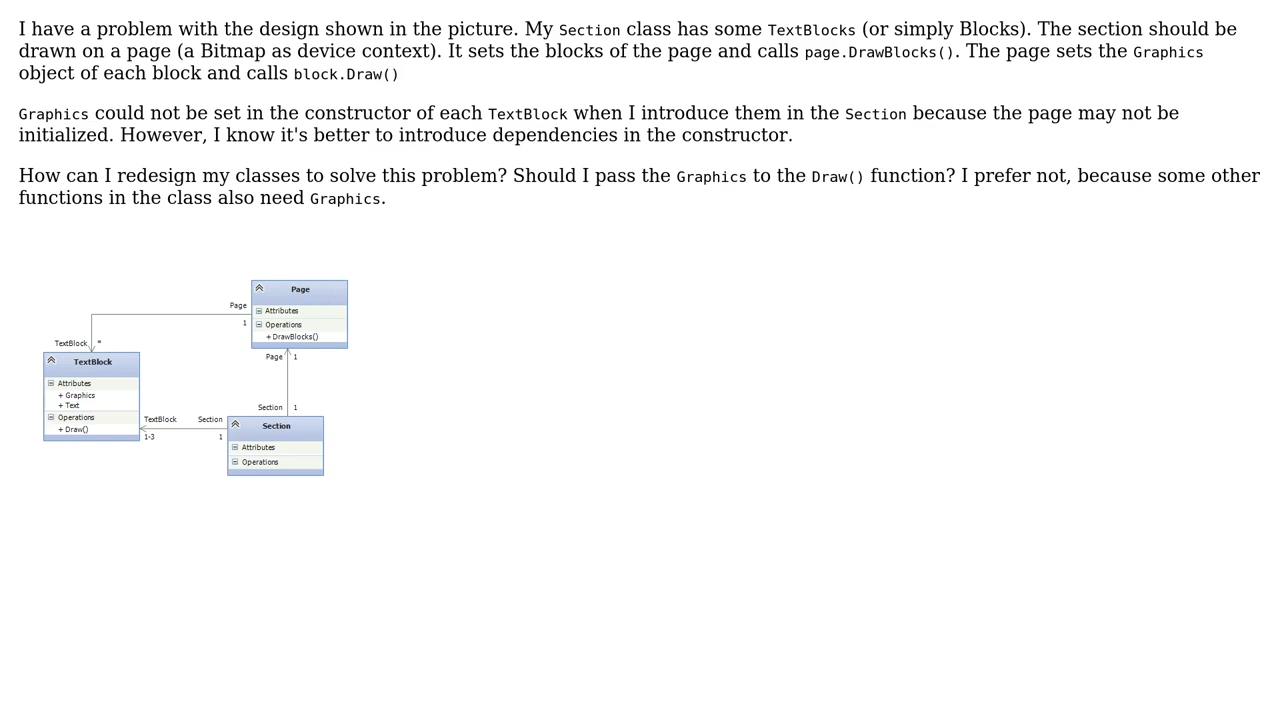 I have a problem with the design shown in the picture. My Section class has some TextBlocks (or simply Blocks). The section should be
drawn on a page (a Bitmap as device context). It sets the blocks of the page and calls page.DrawBlocks(). The page sets the Graphics
object of each block and calls block.Draw()
Graphics could not be set in the constructor of each TextBlock when I introduce them in the Section because the page may not be
initialized. However, I know it's better to introduce dependencies in the constructor.
How can I redesign my classes to solve this problem? Should I pass the Graphics to the Draw() function? I prefer not, because some other
functions in the class also need Graphics.
Page
Attributes
Operations
+ DrawBlocks()
Page
1
TextBlock
*
TextBlock
Attributes
+ Graphics
+ Text
Operations
+ Draw()
Page
1
Section
1
TextBlock
Section
1-3
1
Section
Attributes
Operations